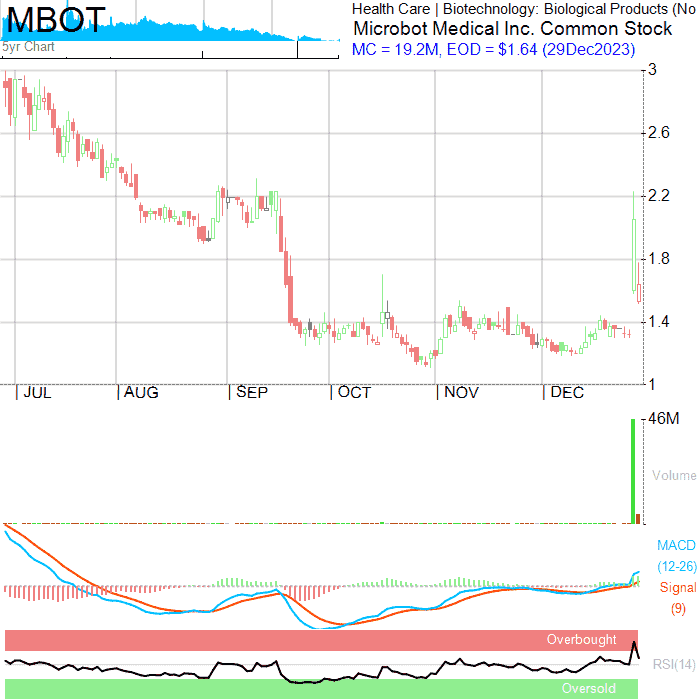 MBOT
5yr Chart
Health Care | Biotechnology: Biological Products (No
Microbot Medical Inc. Common Stock
MC = 19.2M, EOD = $1.64 (29Dec2023)
3
2.6
2.2
1.8
1.4
1
JUL AUG SEP OCT NOV DEC
46M
Volume
MACD
(12-26)
Signal
(9)
Overbought
RSI(14)
Oversold